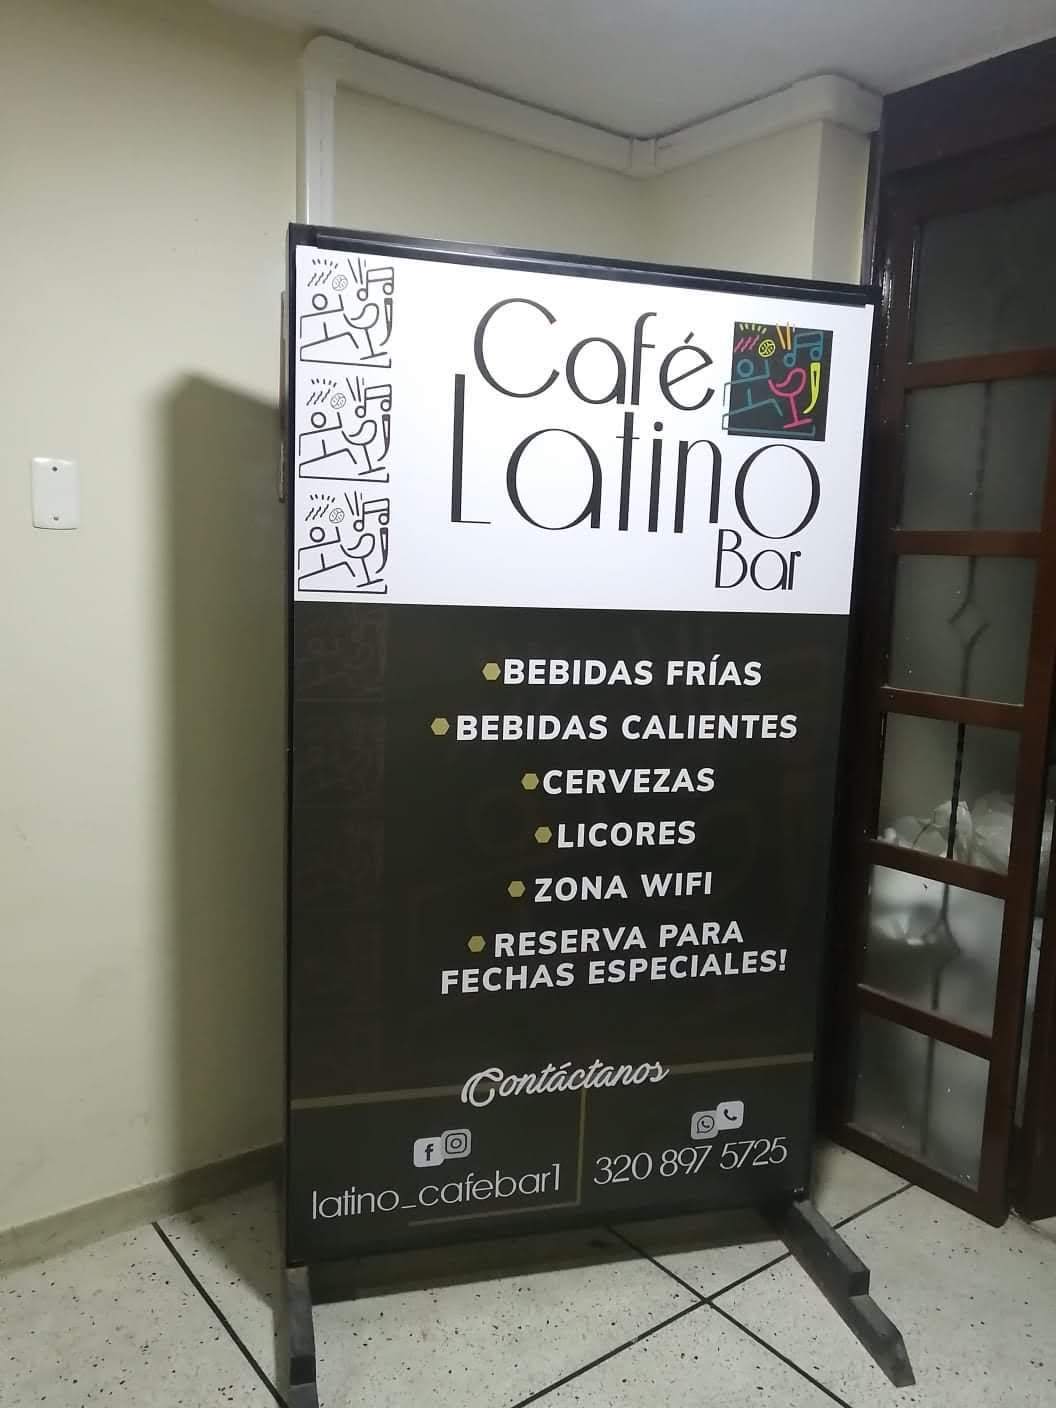 Café
Latino
Bar
BEBIDAS FRÍAS
BEBIDAS CALIENTES
CERVEZAS
LICORES
ZONA WIFI
RESERVA PARA
FECHAS ESPECIALES!
Contáctanos
latino_cafebar1
320 897 5725